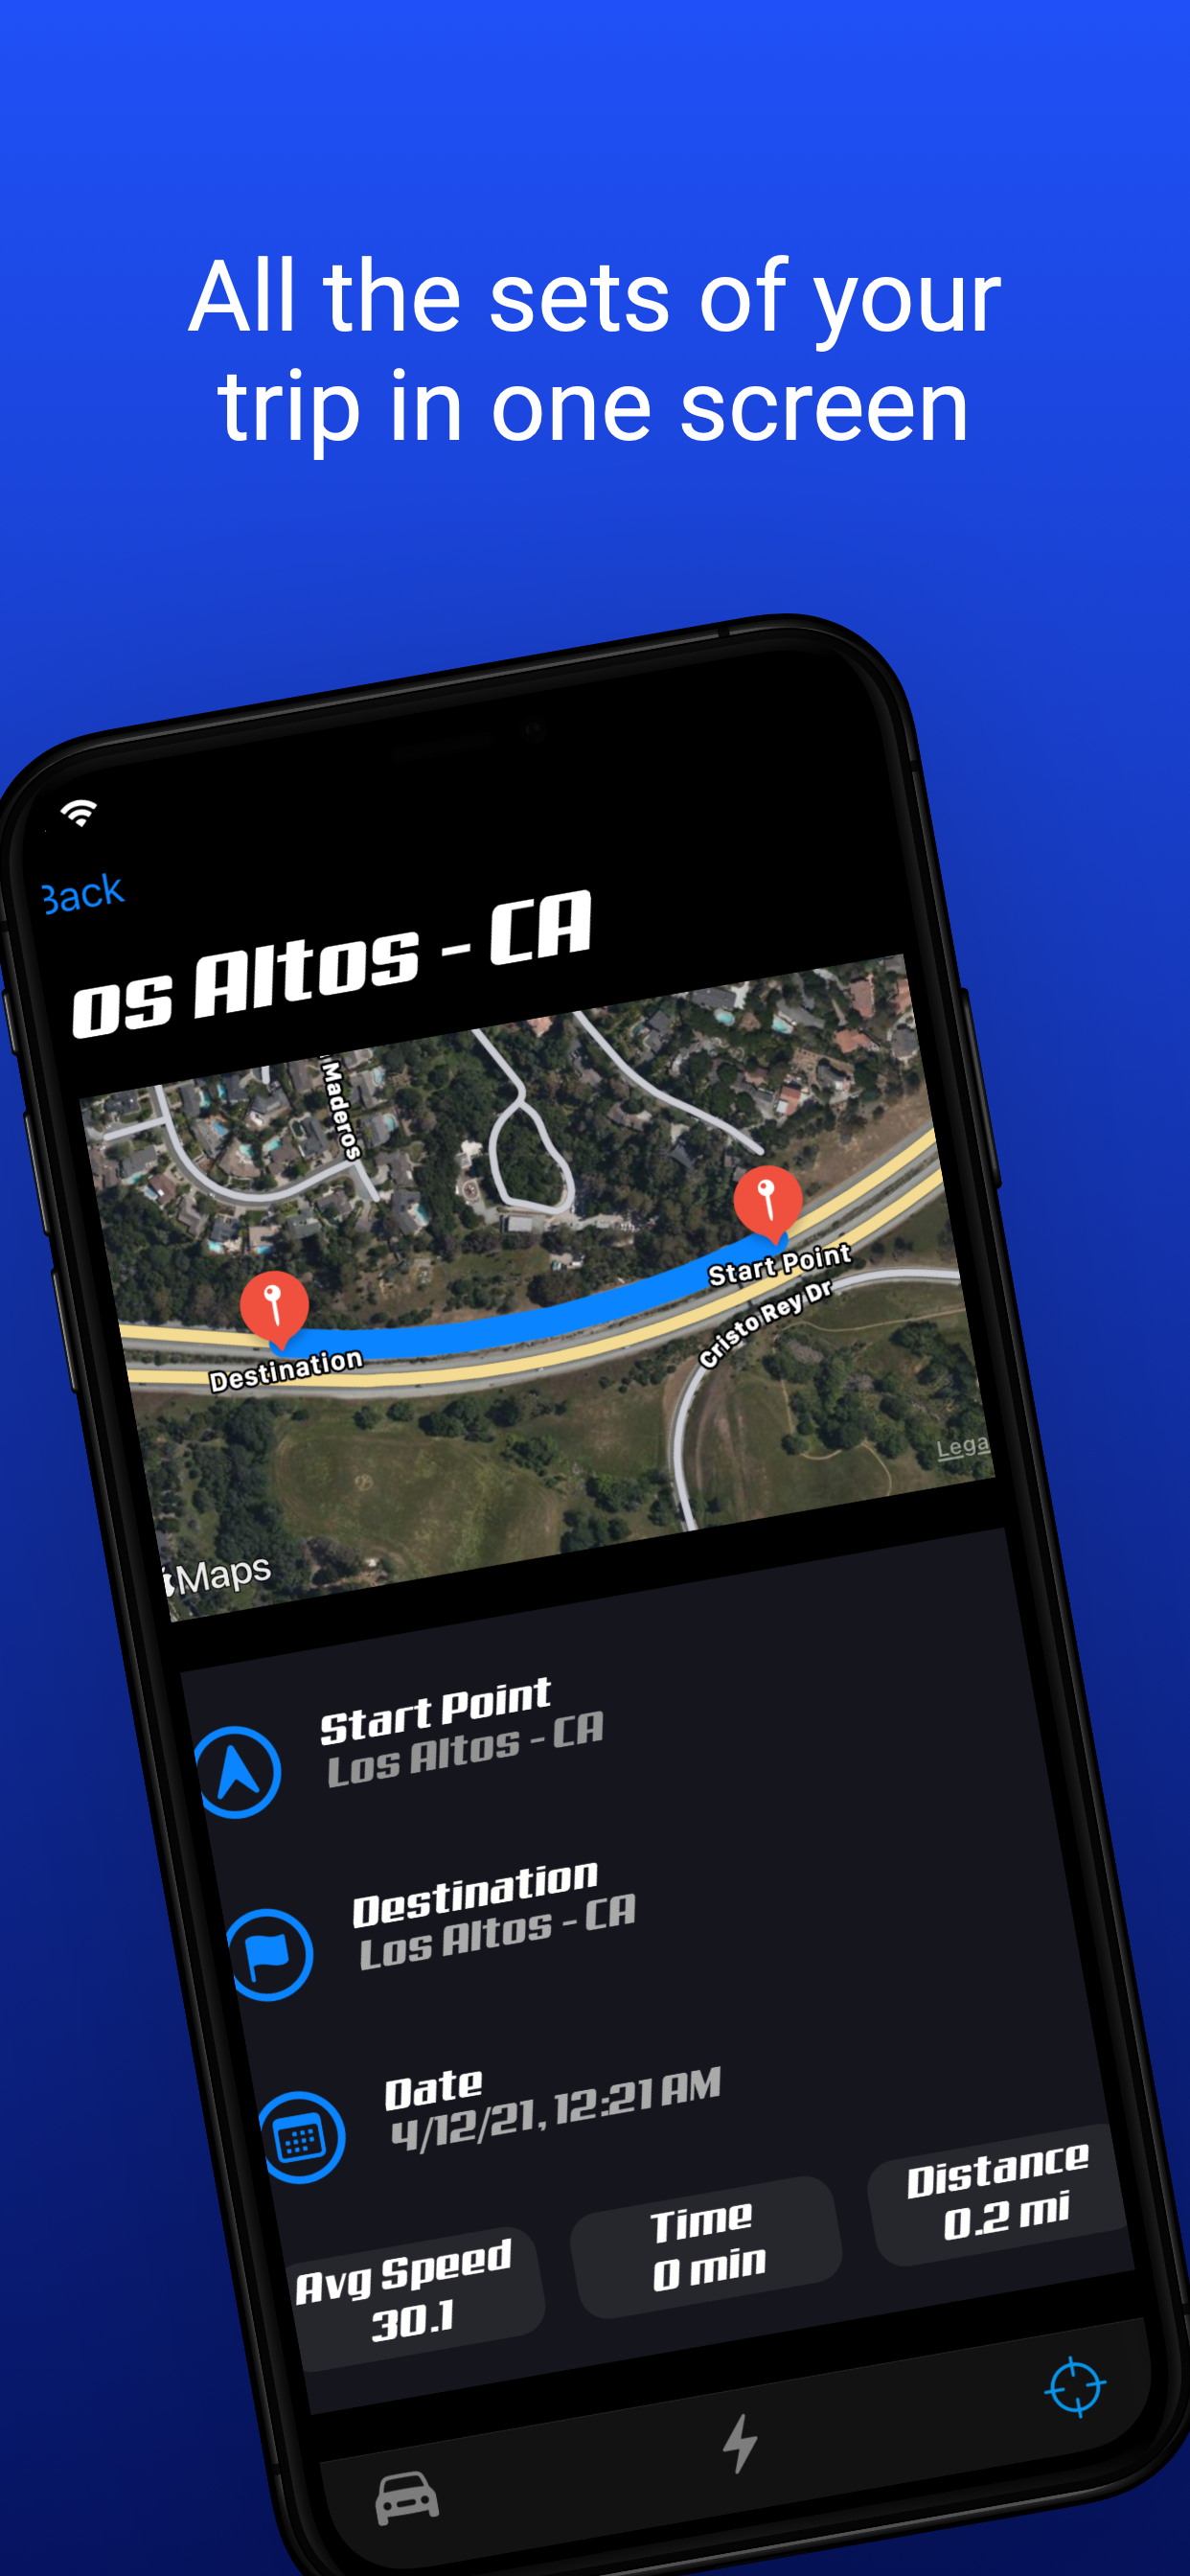 All the sets of your
trip in one screen
Back
os Altos - CA
Maderos
Start Point
Cristo Rey Dr
Destination
Lega
Maps
Start Point
Los Altos - CA
Destination
Los Altos - CA
Date
4/12/21, 12:21 AM
Avg Speed
30.1
Time
0 min
Distance
0.2 mi